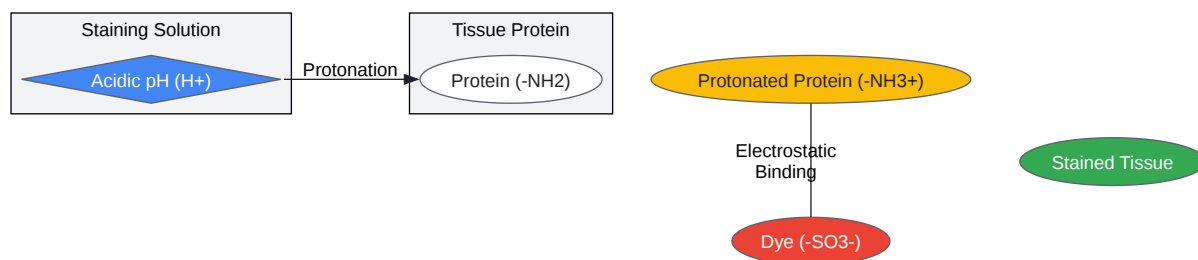 Staining Solution
Acidic pH (H+)
Protonation
Tissue Protein
Protein (-NH2)
Protonated Protein (-NH3+)
Electrostatic
Binding
Dye (-SO3-)
Stained Tissue